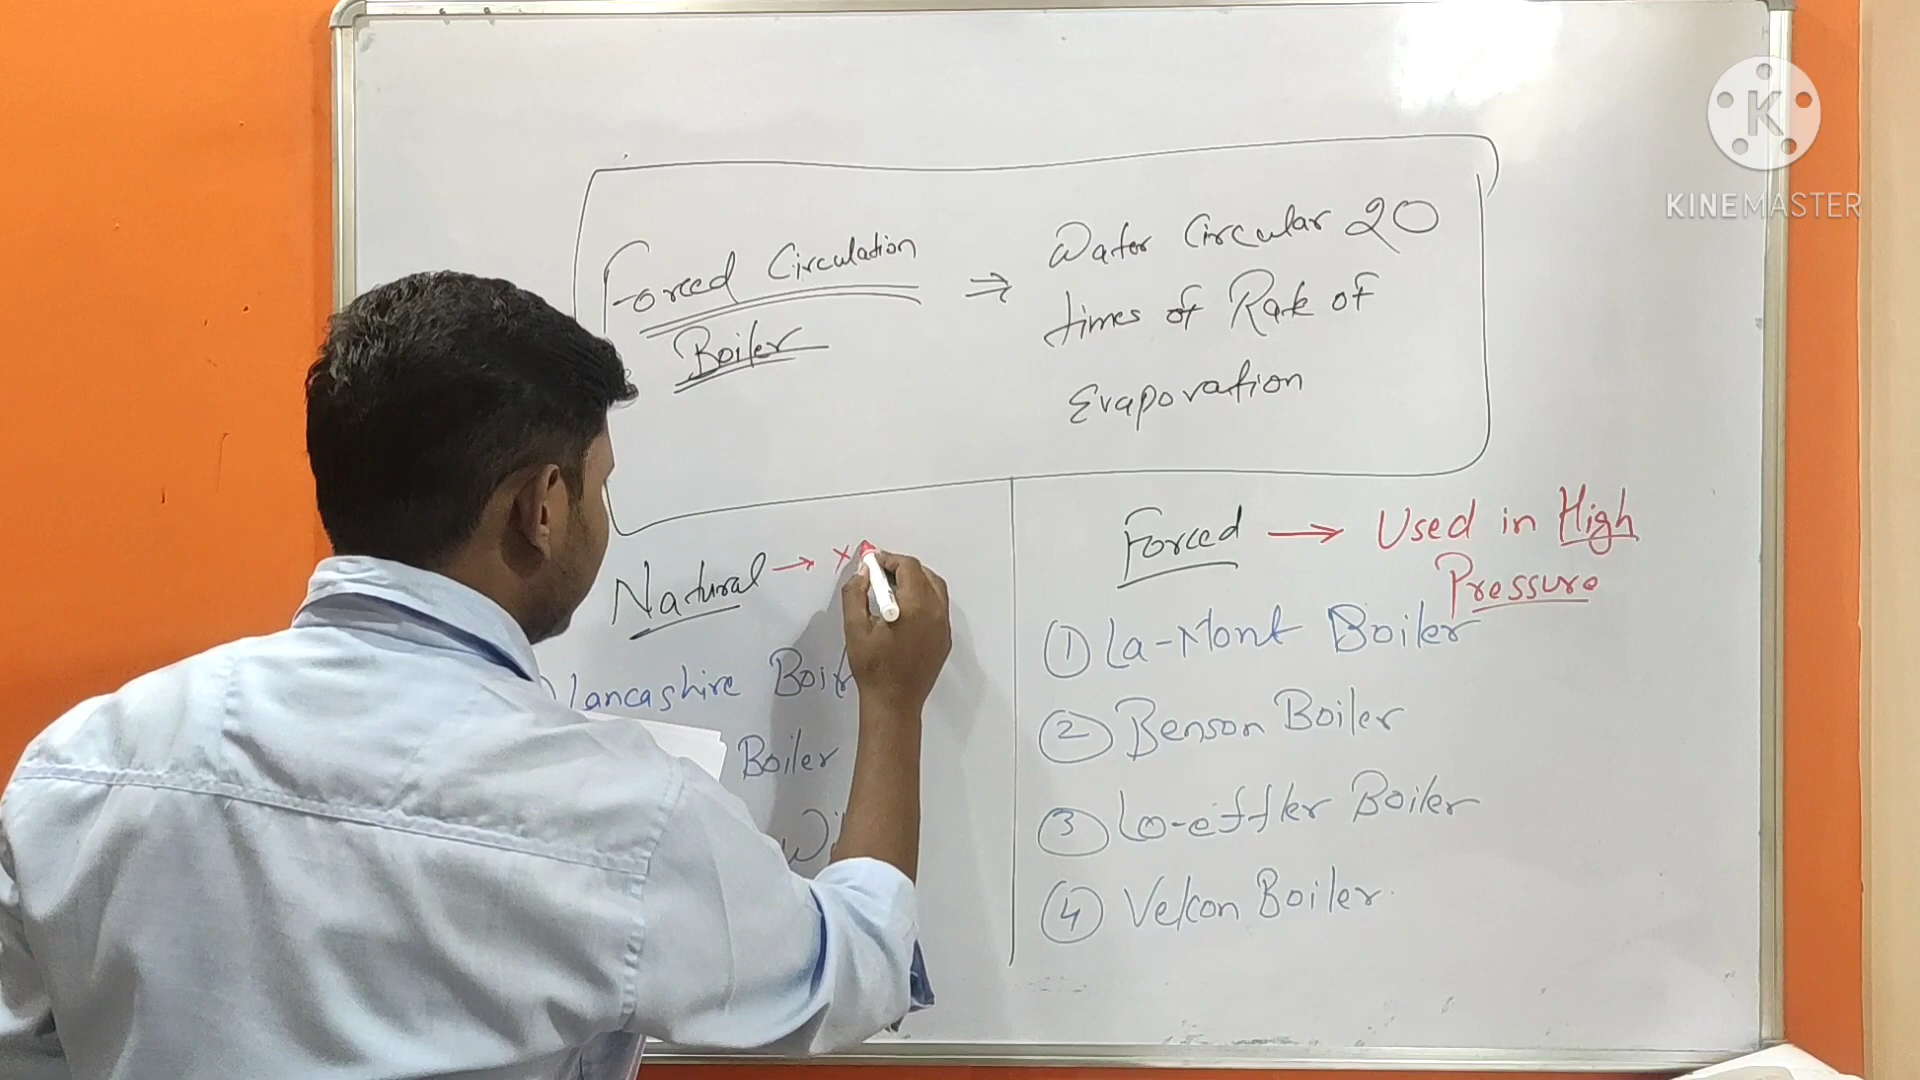 KINEMASTER
Forced Circulation
Boiler
⇒ Water Circular 20
times of Rate of
Evaporation
Natural → x
Lancashire Boiler
Boiler
Forced → Used in High
Pressure
① La-Mont Boiler
② Benson Boiler
③ Lo-effler Boiler
④ Velcon Boiler